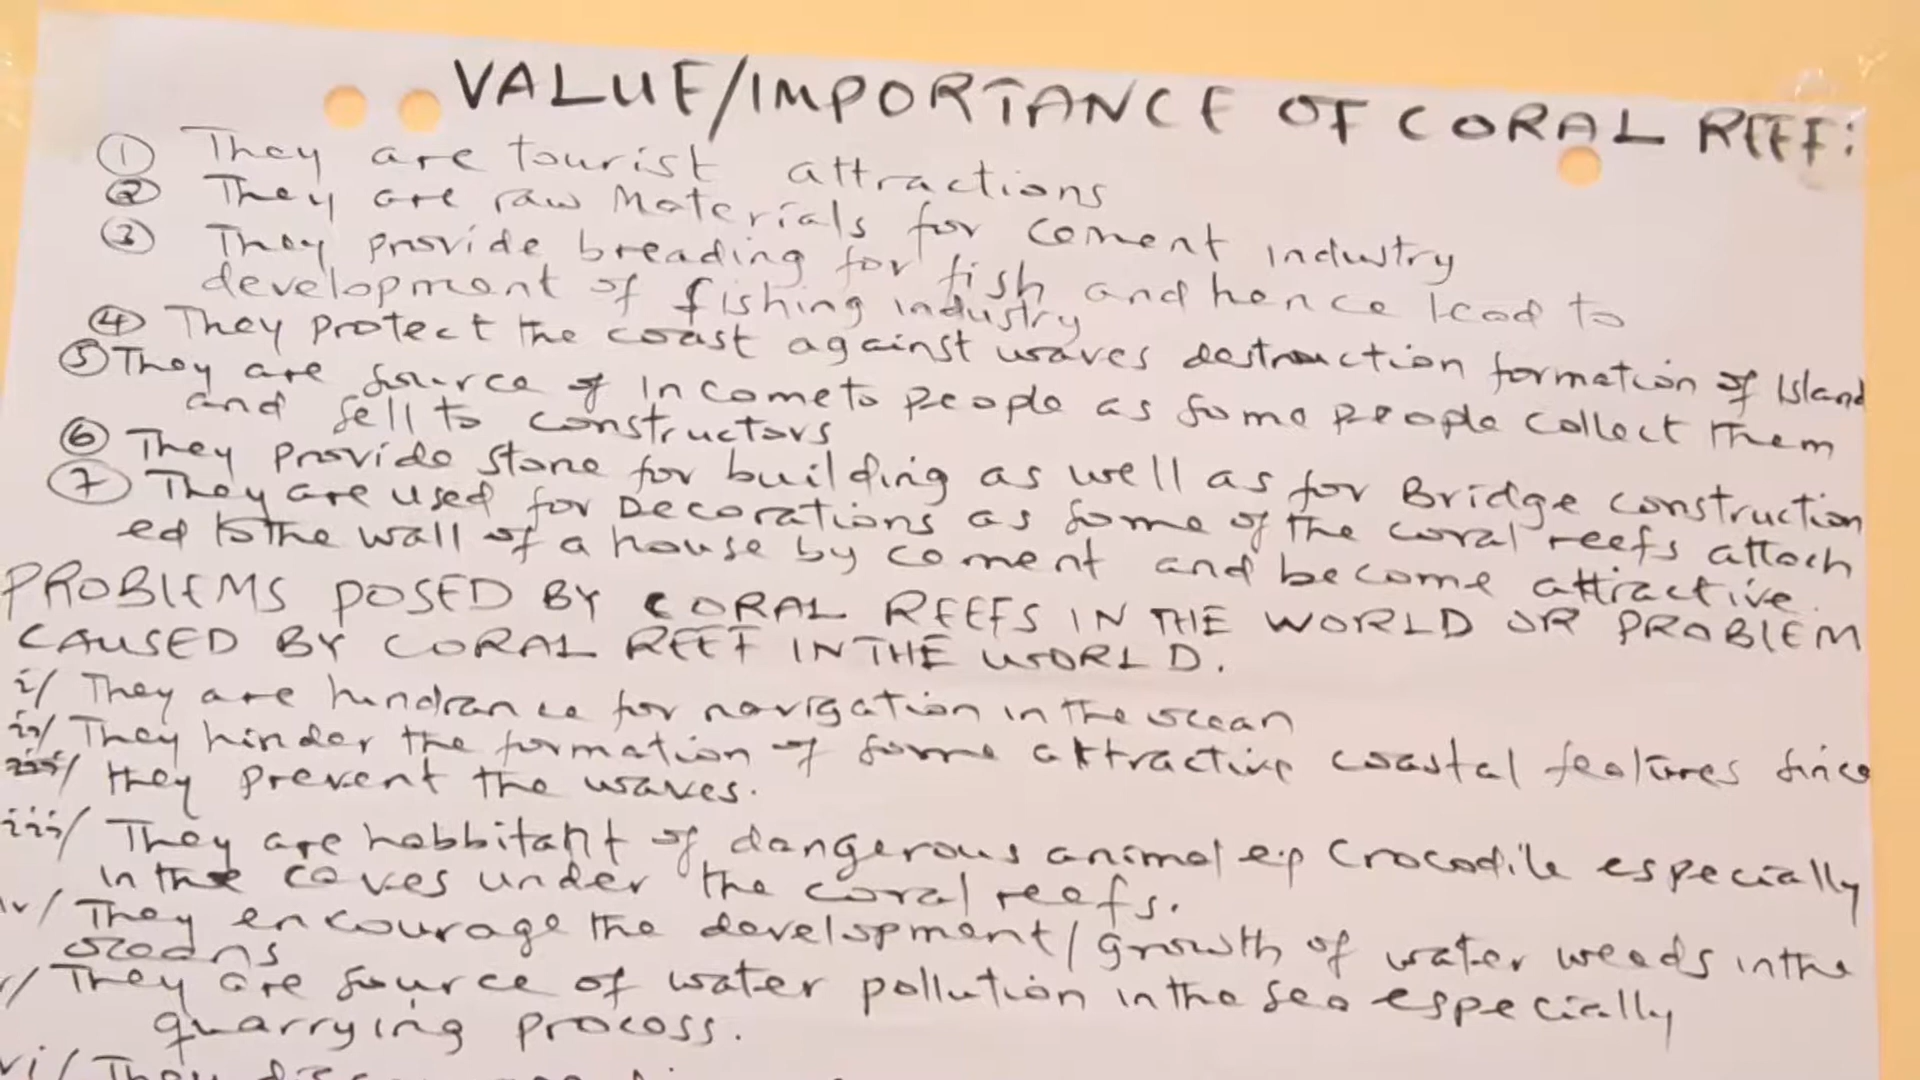 VALUE/IMPORTANCE OF CORAL REEF:
① They are tourist attractions
② They are raw Materials for cement industry
③ They provide breading for fish and hence lead to
development of fishing industry
④ They protect the coast against waves destruction formation of Island
⑤ They are source of income to people as some people collect them
and sell to constructors
⑥ They provide stone for building as well as for Bridge construction
⑦ They are used for Decorations as some of the coral reefs attach
ed to the wall of a house by cement and become attractive.
PROBLEMS POSED BY CORAL REEFS IN THE WORLD OR PROBLEM
CAUSED BY CORAL REEF IN THE WORLD.
i/ They are hindrance for navigation in the ocean
ii/ They hinder the formation of some attractive coastal features since
they prevent the waves.
iii/ They are habbitant of dangerous animal eg Crocodile especially
in the caves under the coral reefs.
iv/ They encourage the development/growth of water weeds in the
oceans
v/ They are source of water pollution in the sea especially
quarrying process.
vi/ They